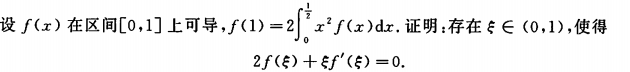 设 f(x) 在区间[0,1]上可导,f(1)=2∫₀^{1/2} x² f(x)dx. 证明:存在 ξ ∈ (0,1),使得
2f(ξ)+ξf′(ξ)=0.